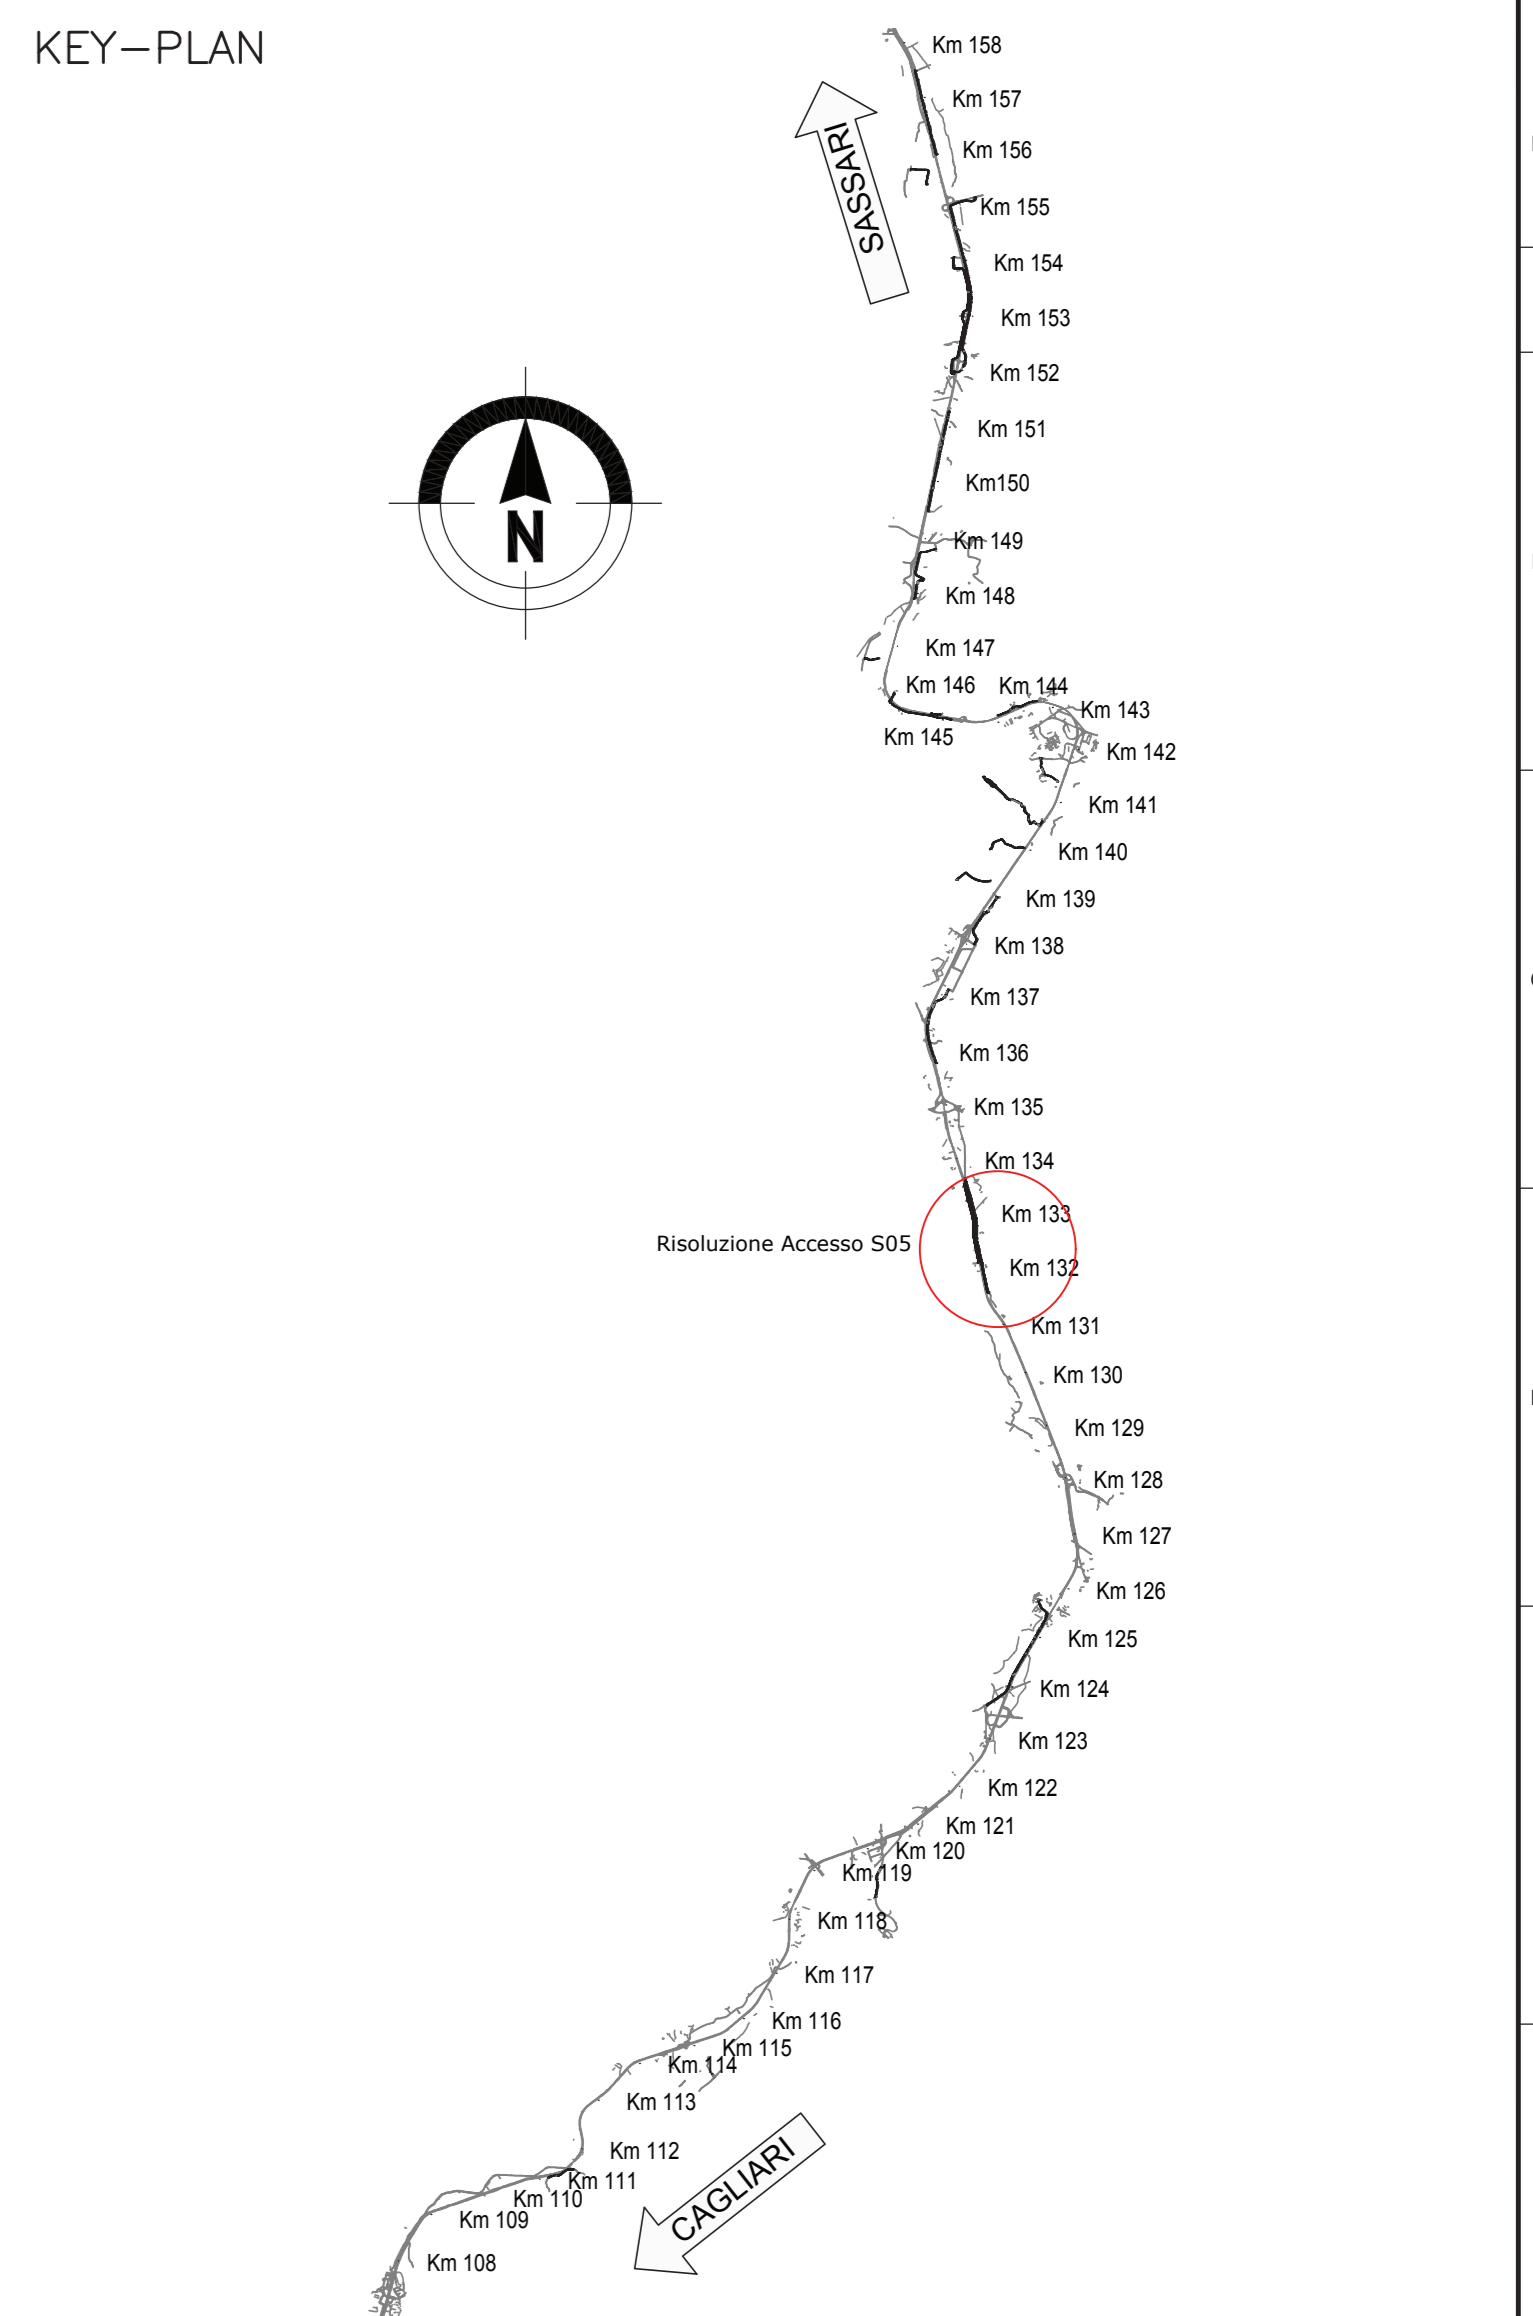 KEY-PLAN
Km 158
Km 157
SASSARI
Km 156
Km 155
Km 154
Km 153
Km 152
Km 151
Km150
N
Km 149
Km 148
Km 147
Km 146
Km 144
Km 143
Km 145
Km 142
Km 141
Km 140
Km 139
Km 138
Km 137
Km 136
Km 135
Km 134
Km 133
Risoluzione Accesso S05
Km 132
Km 131
Km 130
Km 129
Km 128
Km 127
Km 126
Km 125
Km 124
Km 123
Km 122
Km 121
Km 120
Km 119
Km 118
Km 117
Km 116
Km 115
Km 114
Km 113
Km 112
CAGLIARI
Km 111
Km 110
Km 109
Km 108